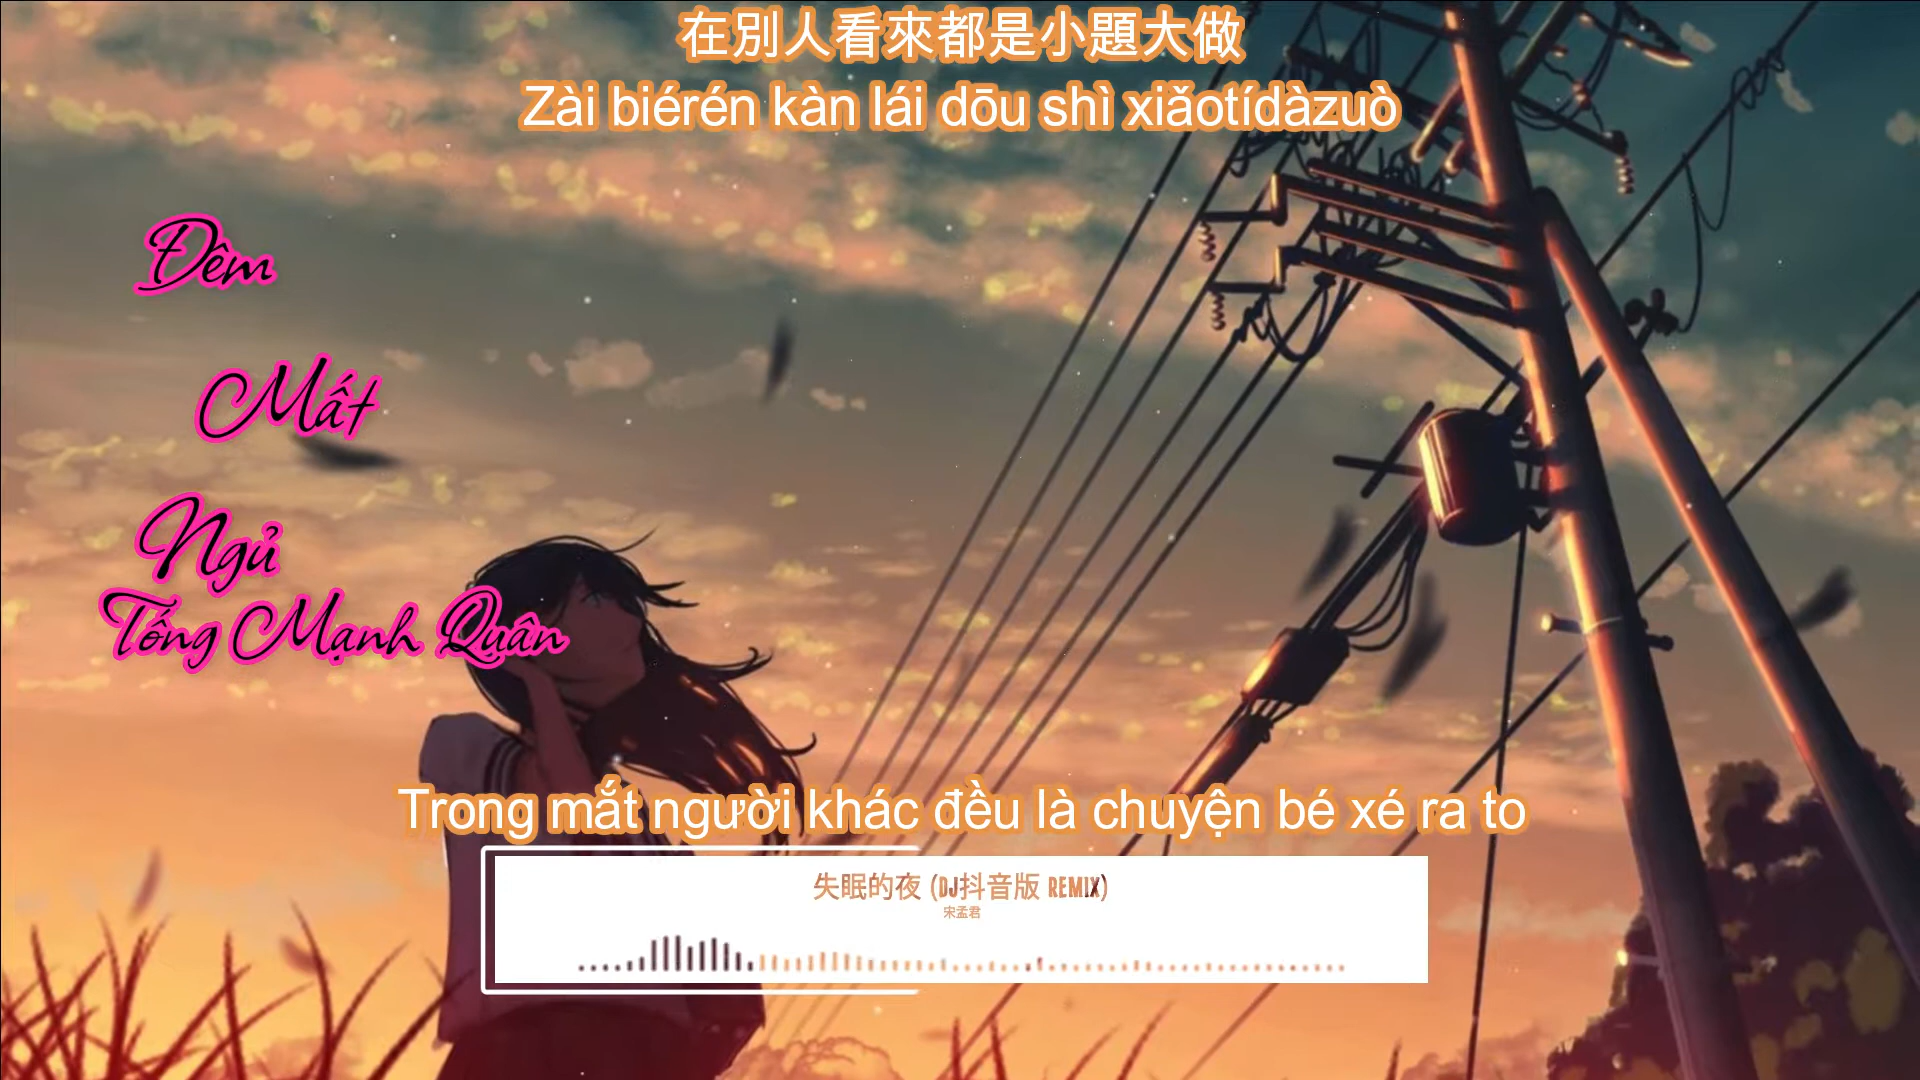 在別人看來都是小題大做
Zài biérén kàn lái dōu shì xiǎotídàzuò
Đêm
Mất
Ngủ
Tống Mạnh Quân
Trong mắt người khác đều là chuyện bé xé ra to
失眠的夜 (DJ抖音版 REMIX)
宋孟君